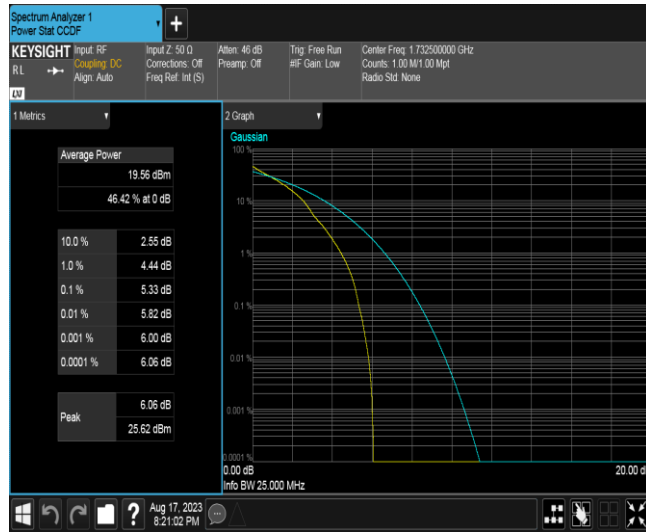 Spectrum Analyzer 1
Power Stat CCDF
KEYSIGHT
RL
LXI
Input: RF
Coupling: DC
Align: Auto
Input Z: 50 Ω
Corrections: Off
Freq Ref: Int (S)
Atten: 46 dB
Preamp: Off
Trig: Free Run
#IF Gain: Low
Center Freq: 1.732500000 GHz
Counts: 1.00 M/1.00 Mpt
Radio Std: None
1 Metrics
Average Power
19.56 dBm
46.42 % at 0 dB
10.0 % 2.55 dB
1.0 % 4.44 dB
0.1 % 5.33 dB
0.01 % 5.82 dB
0.001 % 6.00 dB
0.0001 % 6.06 dB
Peak
6.06 dB
25.62 dBm
2 Graph
Gaussian
100 %
10 %
1 %
0.1 %
0.01 %
0.001 %
0.0001 %
0.00 dB
20.00 d
Info BW 25.000 MHz
?
Aug 17, 2023
8:21:02 PM